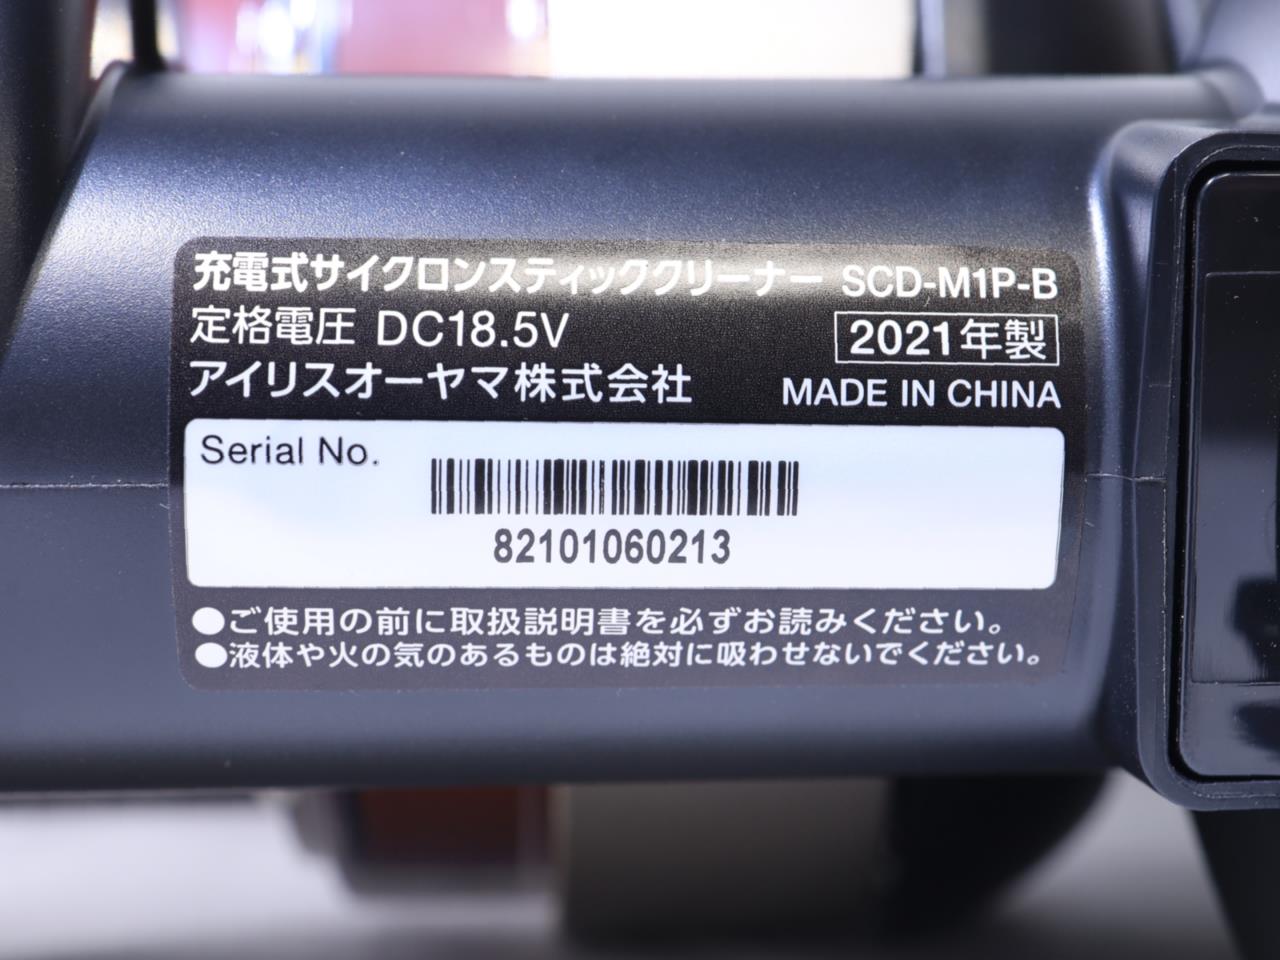 充電式サイクロンスティッククリーナー SCD-M1P-B
定格電圧 DC18.5V
2021年製
アイリスオーヤマ株式会社
MADE IN CHINA
Serial No.
82101060213
●ご使用の前に取扱説明書を必ずお読みください。
●液体や火の気のあるものは絶対に吸わせないでください。